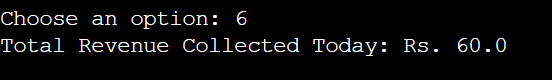 Choose an option: 6
Total Revenue Collected Today: Rs. 60.0